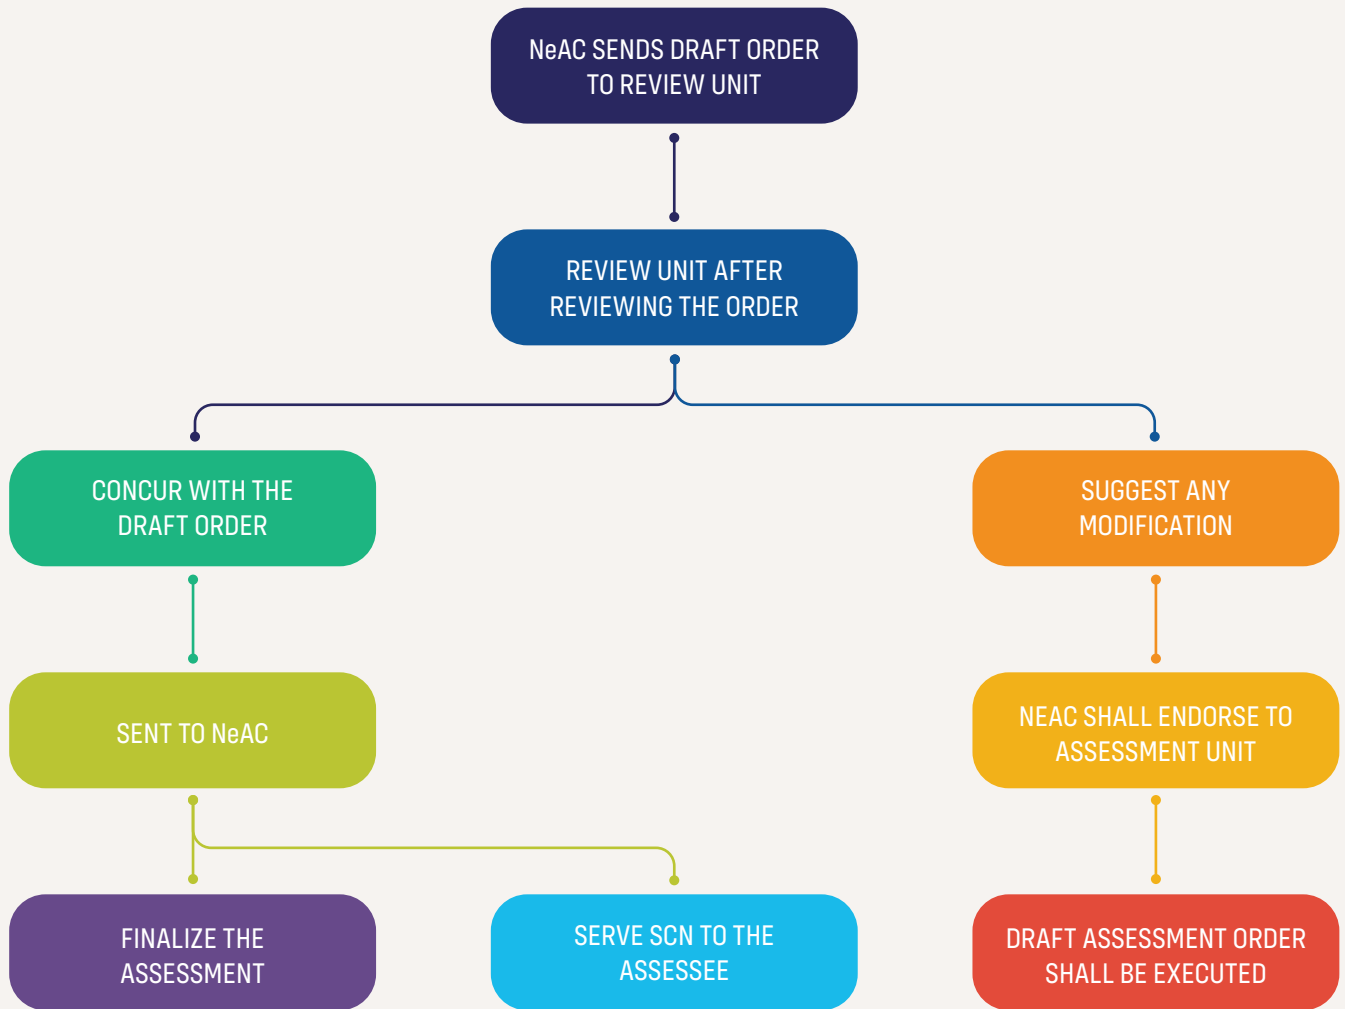 NeAC SENDS DRAFT ORDER
TO REVIEW UNIT
REVIEW UNIT AFTER
REVIEWING THE ORDER
CONCUR WITH THE
DRAFT ORDER
SUGGEST ANY
MODIFICATION
SENT TO NeAC
NEAC SHALL ENDORSE TO
ASSESSMENT UNIT
FINALIZE THE
ASSESSMENT
SERVE SCN TO THE
ASSESSEE
DRAFT ASSESSMENT ORDER
SHALL BE EXECUTED